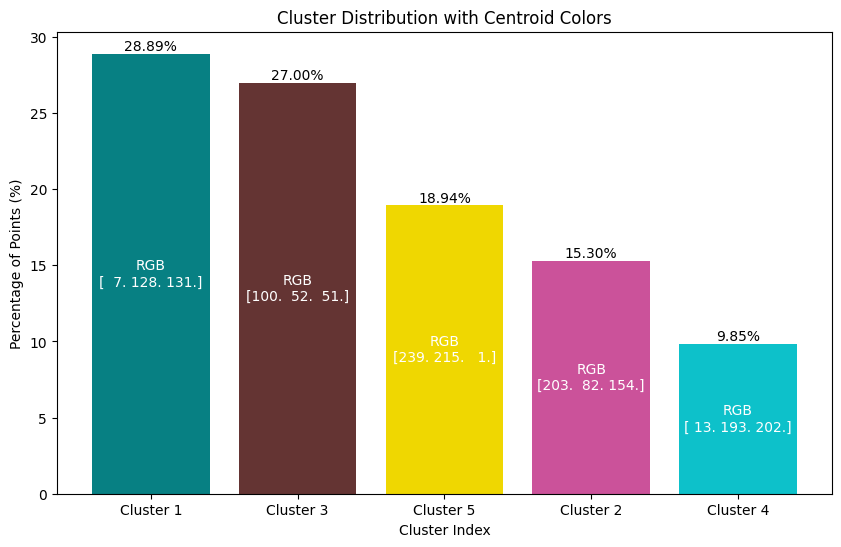 Cluster Distribution with Centroid Colors
Percentage of Points (%)
30
25
20
15
10
5
0
28.89%
27.00%
18.94%
15.30%
9.85%
RGB
[  7. 128. 131.]
RGB
[100.  52.  51.]
RGB
[239. 215.   1.]
RGB
[203.  82. 154.]
RGB
[ 13. 193. 202.]
Cluster 1
Cluster 3
Cluster 5
Cluster 2
Cluster 4
Cluster Index